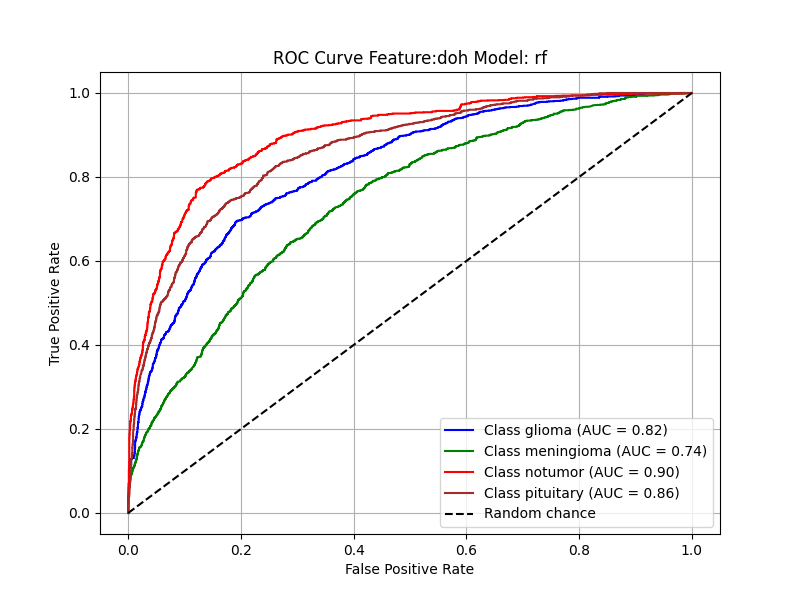 ROC Curve Feature:doh Model: rf
True Positive Rate
1.0
0.8
0.6
0.4
0.2
0.0
Class glioma (AUC = 0.82)
Class meningioma (AUC = 0.74)
Class notumor (AUC = 0.90)
Class pituitary (AUC = 0.86)
Random chance
0.0 0.2 0.4 0.6 0.8 1.0
False Positive Rate